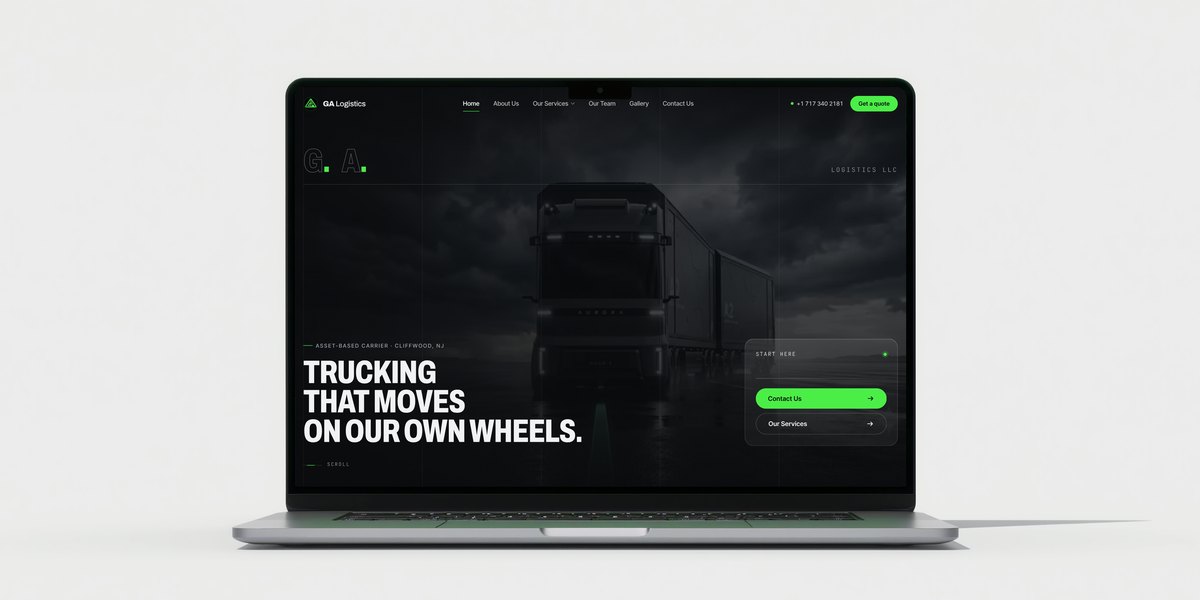 GA Logistics
Home
About Us
Our Services
Our Team
Gallery
Contact Us
+1 717 340 2181
Get a quote
G. A.
LOGISTICS LLC
AURORA
ASSET-BASED CARRIER · CLIFFWOOD, NJ
TRUCKING
THAT MOVES
ON OUR OWN WHEELS.
START HERE
Contact Us
Our Services
SCROLL